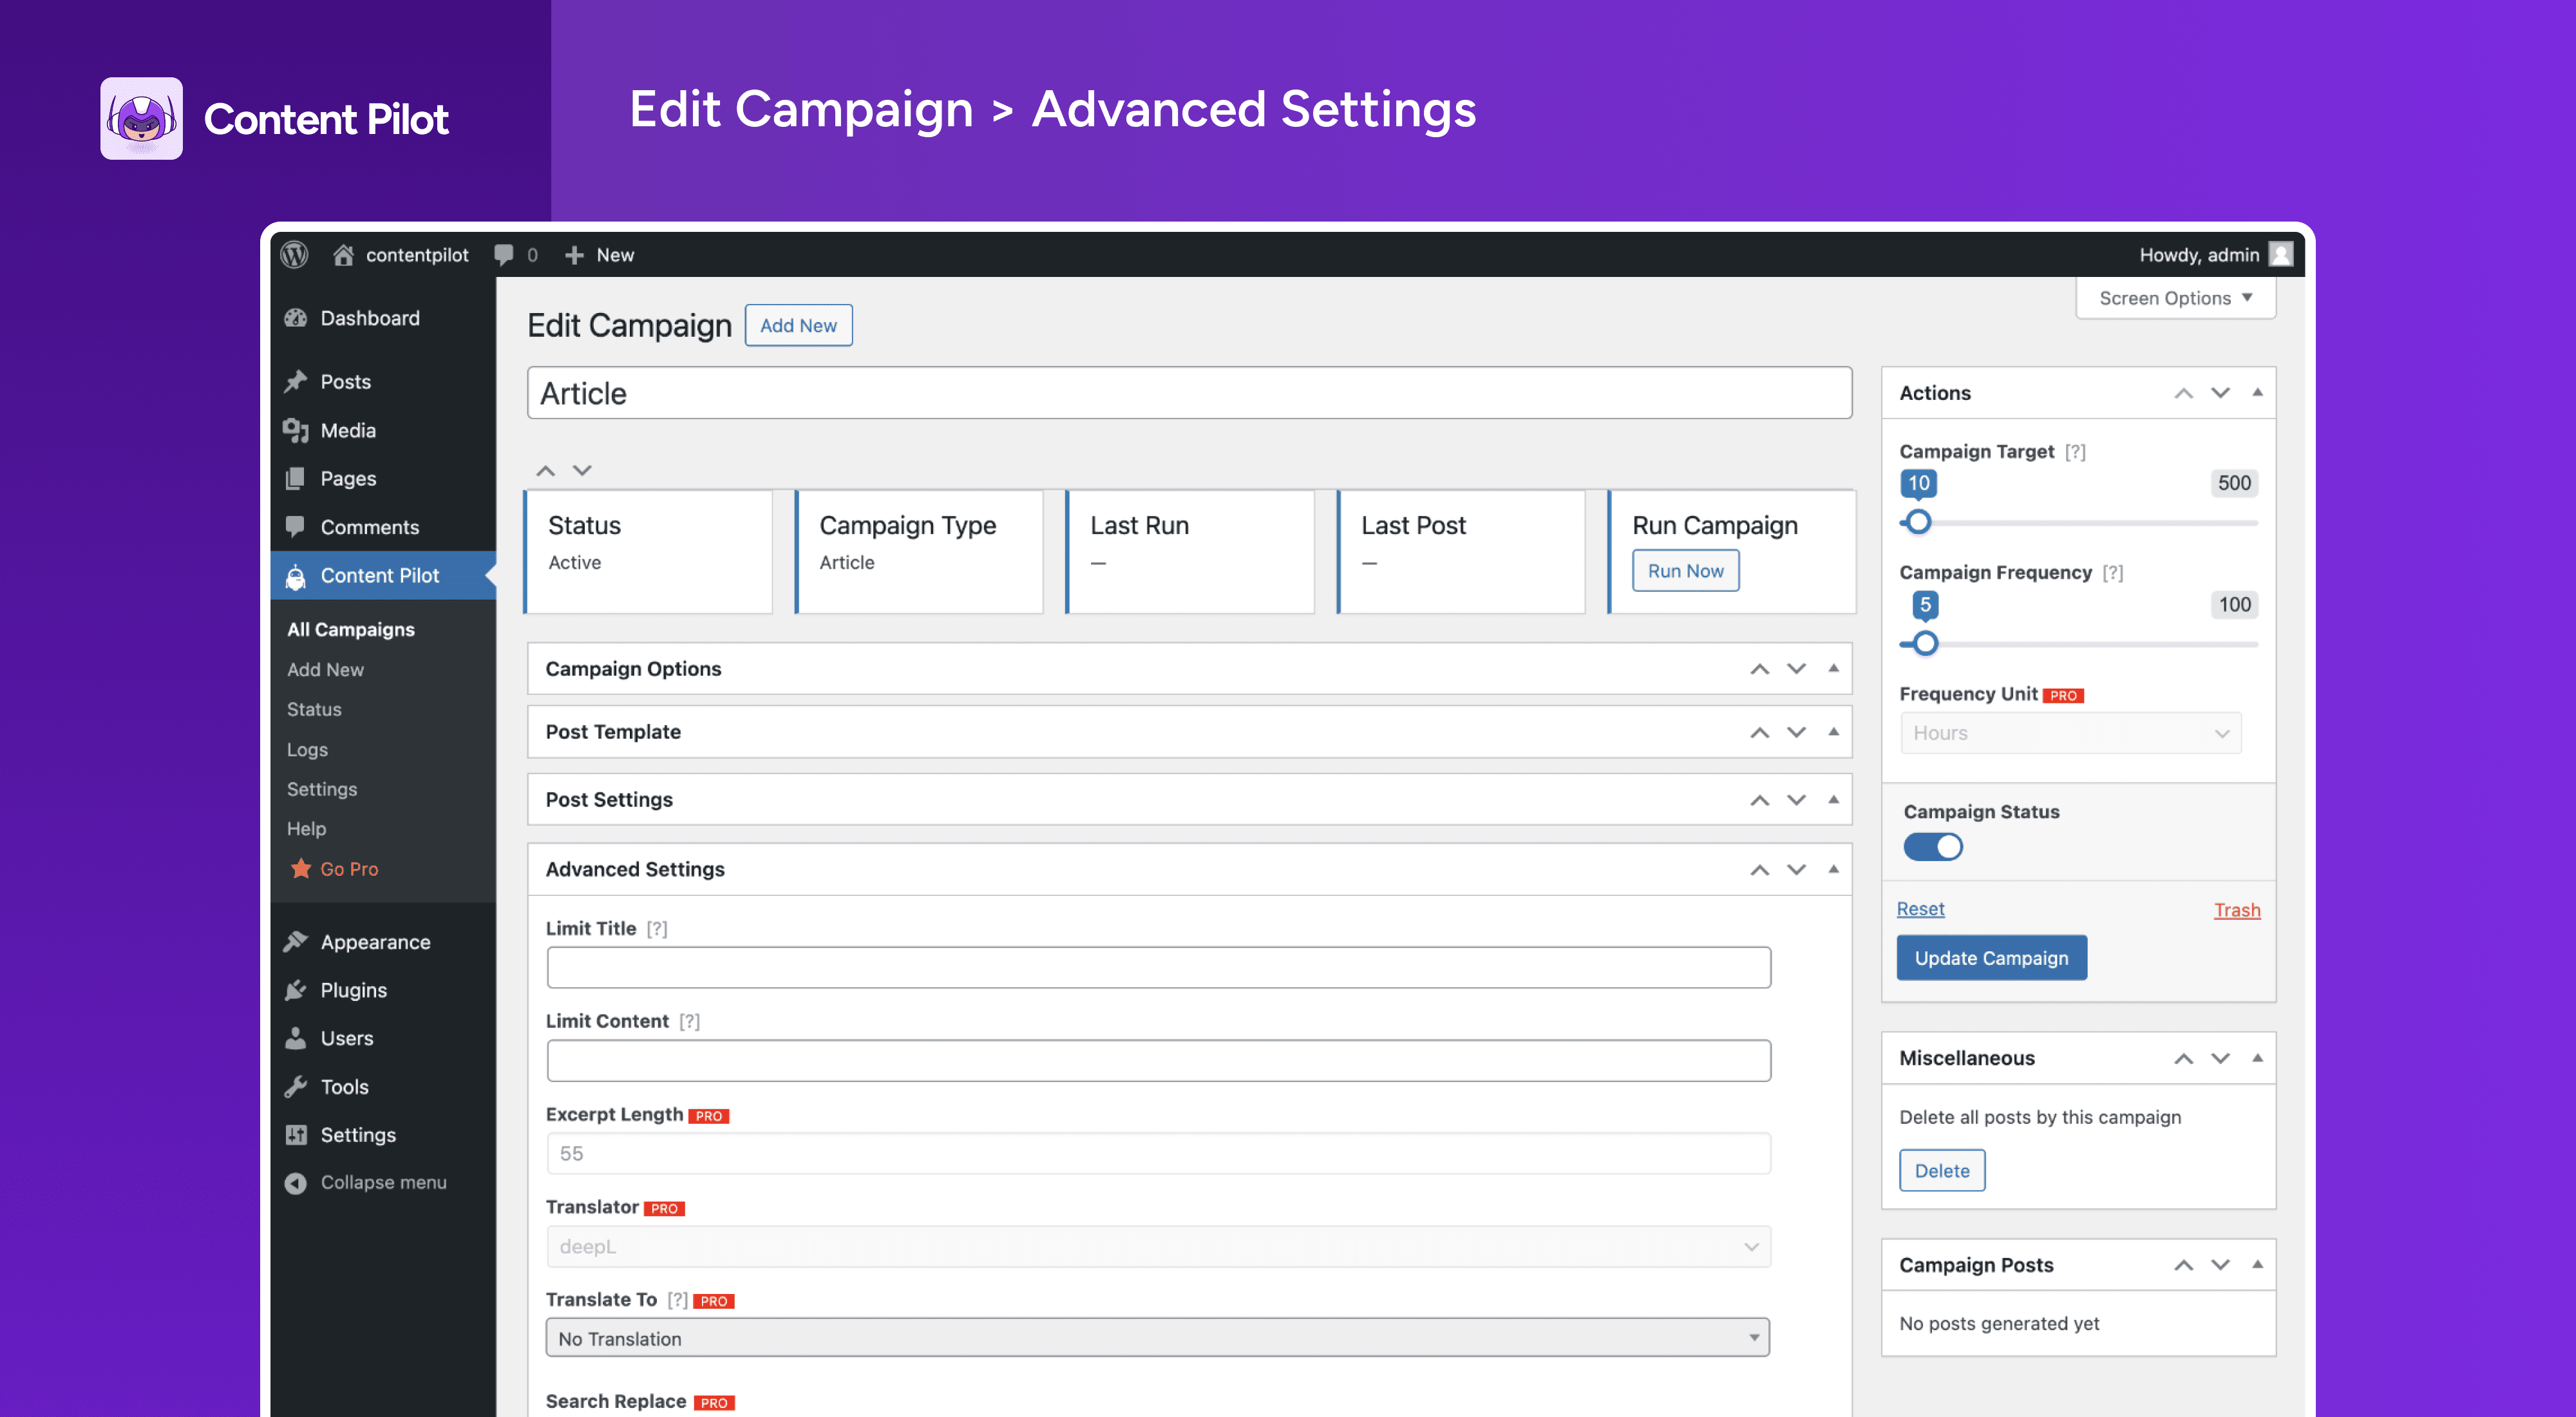 Content Pilot
Edit Campaign > Advanced Settings
contentpilot
0
New
Howdy, admin
Screen Options
Dashboard
Posts
Media
Pages
Comments
Content Pilot
All Campaigns
Add New
Status
Logs
Settings
Help
Go Pro
Appearance
Plugins
Users
Tools
Settings
Collapse menu
Edit Campaign
Add New
Article
Status
Active
Campaign Type
Article
Last Run
—
Last Post
—
Run Campaign
Run Now
Campaign Options
Post Template
Post Settings
Advanced Settings
Limit Title [?]
Limit Content [?]
Excerpt Length PRO
55
Translator PRO
deepL
Translate To [?] PRO
No Translation
Search Replace PRO
Actions
Campaign Target [?]
10 500
Campaign Frequency [?]
5 100
Frequency Unit PRO
Hours
Campaign Status
Reset Trash
Update Campaign
Miscellaneous
Delete all posts by this campaign
Delete
Campaign Posts
No posts generated yet